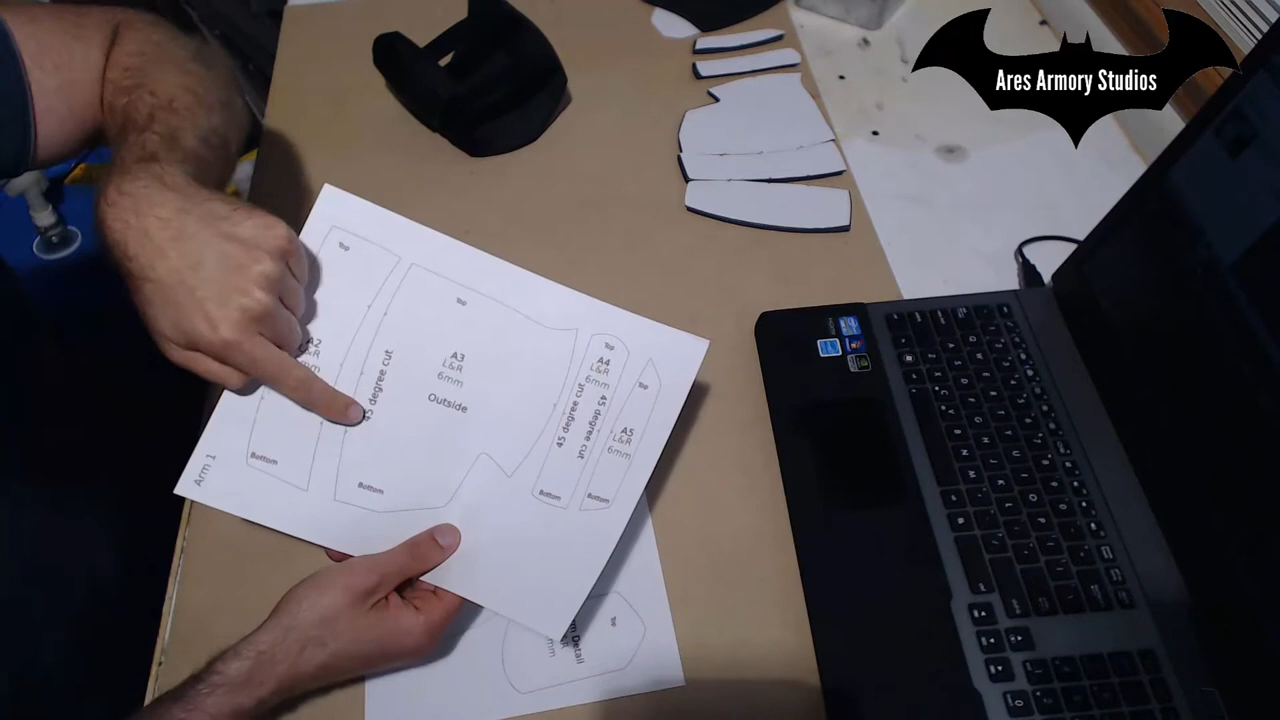 Ares Armory Studios
Arm 1
Top
A2
L&R
Bottom
Top
A3
L&R
6mm
Outside
45 degree cut
Bottom
Top
A4
L&R
6mm
45 degree cut
45 degree cut
Bottom
Top
A5
L&R
6mm
Bottom
Top
Detail